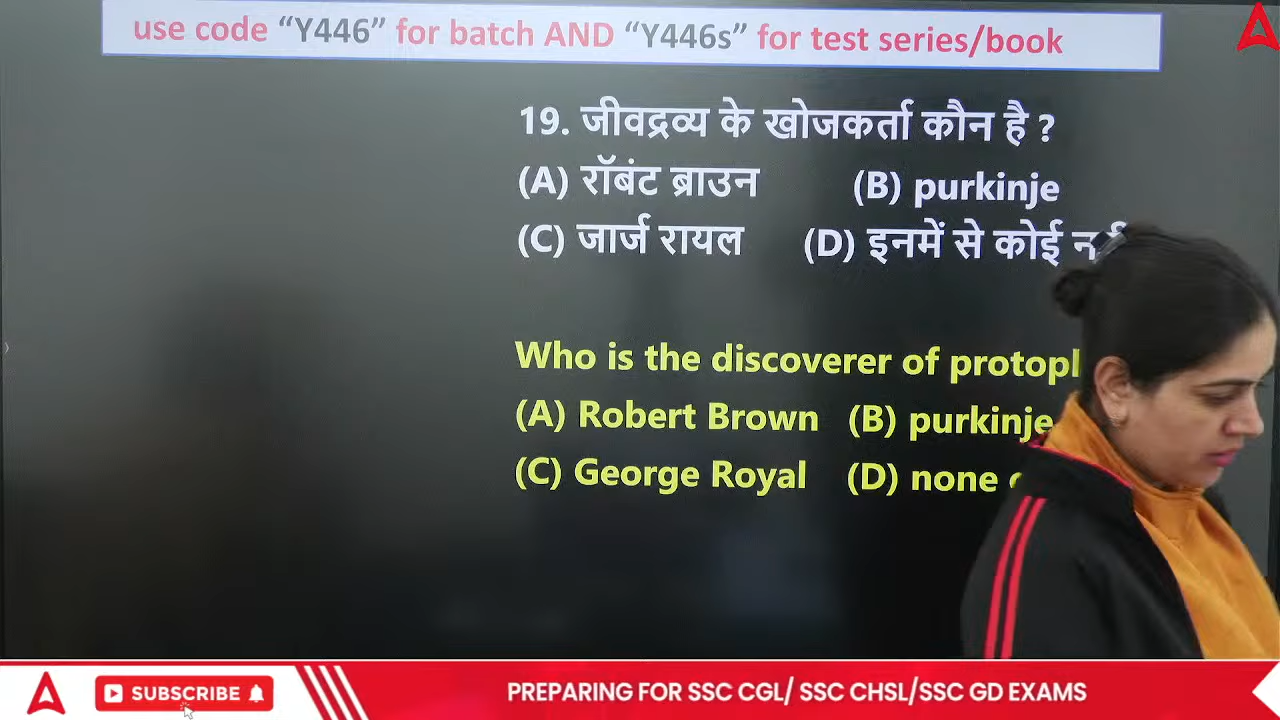 use code “Y446” for batch AND “Y446s” for test series/book
19. जीवद्रव्य के खोजकर्ता कौन है ?
(A) रॉबंट ब्राउन (B) purkinje
(C) जार्ज रायल (D) इनमें से कोई
Who is the discoverer of
(A) Robert Brown (B) purkinje
(C) George Royal (D) none
SUBSCRIBE
PREPARING FOR SSC CGL/ SSC CHSL/SSC GD EXAMS